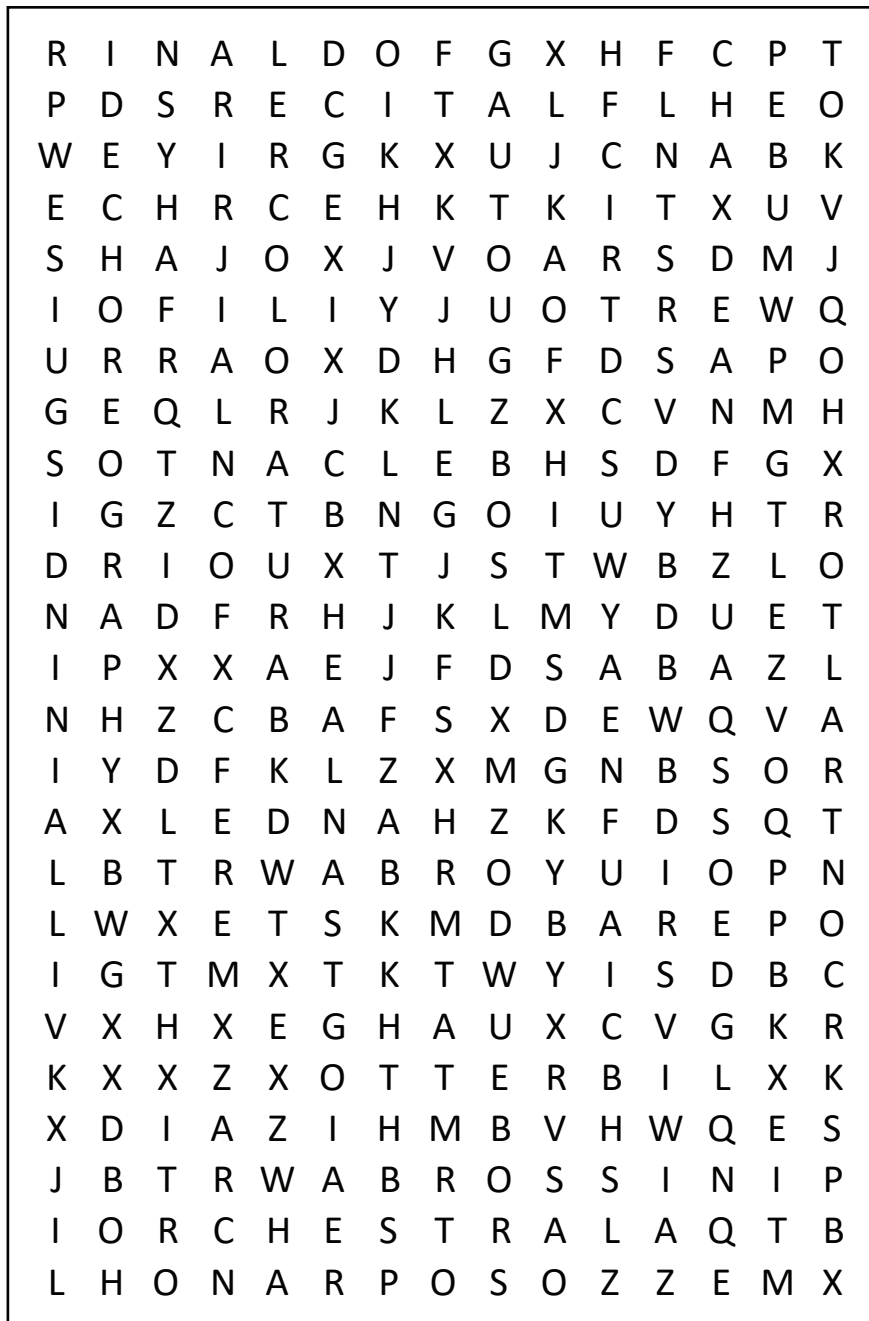 R I N A L D O F G X H F C P T
P D S R E C I T A L F L H E O
W E Y I R G K X U J C N A B K
E C H R C E H K T K I T X U V
S H A J O X J V O A R S D M J
I O F I L I Y J U O T R E W Q
U R R A O X D H G F D S A P O
G E Q L R J K L Z X C V N M H
S O T N A C L E B H S D F G X
I G Z C T B N G O I U Y H T R
D R I O U X T J S T W B Z L O
N A D F R H J K L M Y D U E T
I P X X A E J F D S A B A Z L
N H Z C B A F S X D E W Q V A
I Y D F K L Z X M G N B S O R
A X L E D N A H Z K F D S Q T
L B T R W A B R O Y U I O P N
L W X E T S K M D B A R E P O
I G T M X T K T W Y I S D B C
V X H X E G H A U X C V G K R
K X X Z X O T T E R B I L X K
X D I A Z I H M B V H W Q E S
J B T R W A B R O S S I N I P
I O R C H E S T R A L A Q T B
L H O N A R P O S O Z Z E M X